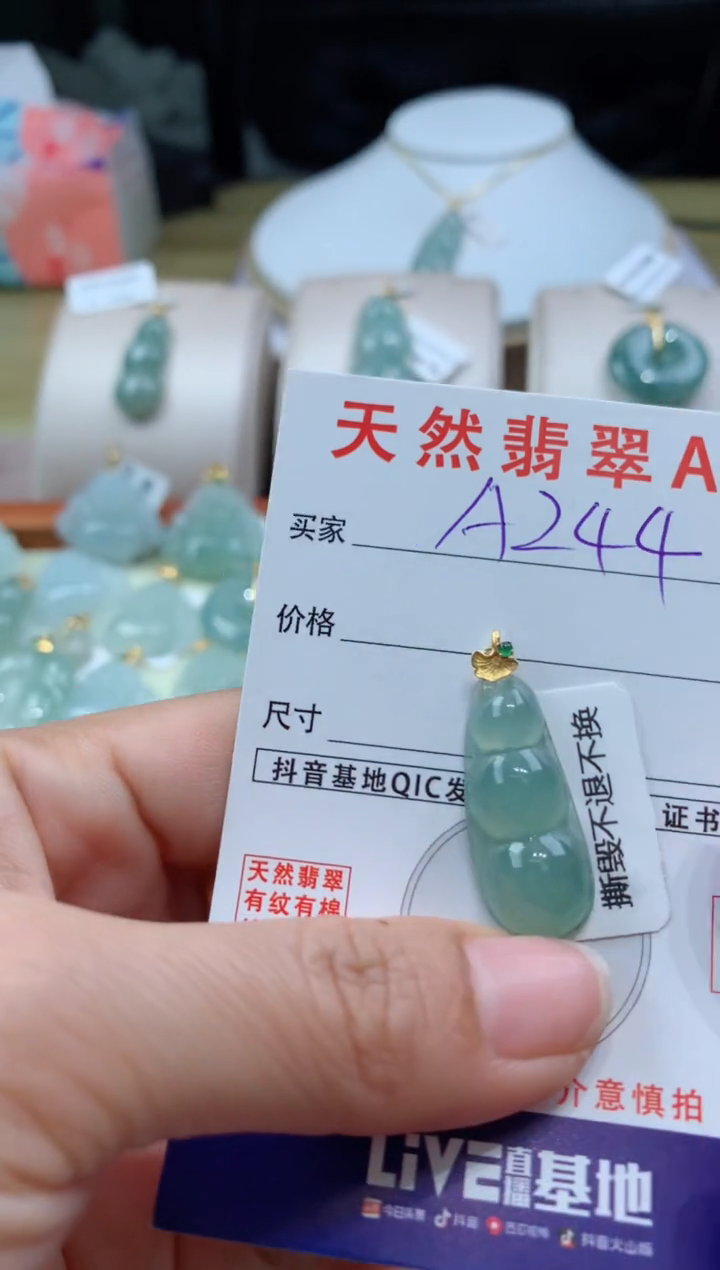 天然翡翠A
买家 A244
价格
尺寸
撕毁不退不换
抖音基地QIC发
证书
天然翡翠
有纹有棉
介意慎拍
LiVE直播基地
今日头条 抖音 西瓜视频 抖音火山版